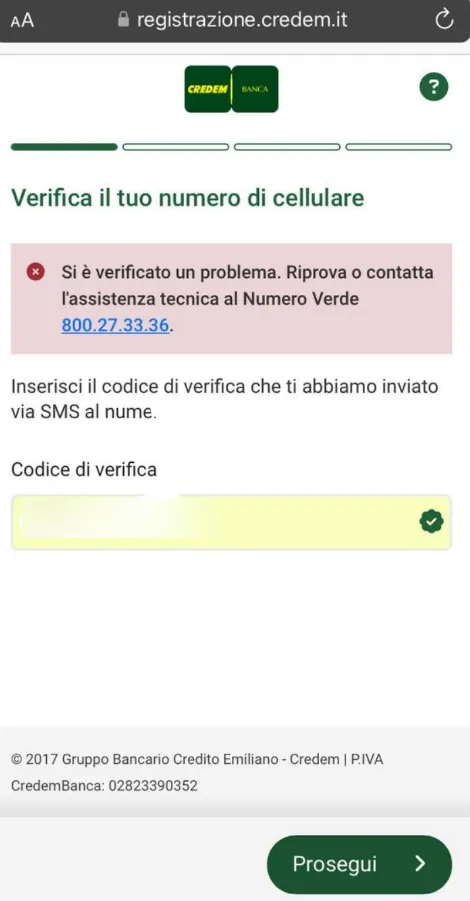 AA registrazione.credem.it
CREDEM BANCA
?
Verifica il tuo numero di cellulare
Si è verificato un problema. Riprova o contatta
l'assistenza tecnica al Numero Verde
800.27.33.36.
Inserisci il codice di verifica che ti abbiamo inviato
via SMS al nume.
Codice di verifica
© 2017 Gruppo Bancario Credito Emiliano - Credem | P.IVA
CredemBanca: 02823390352
Prosegui